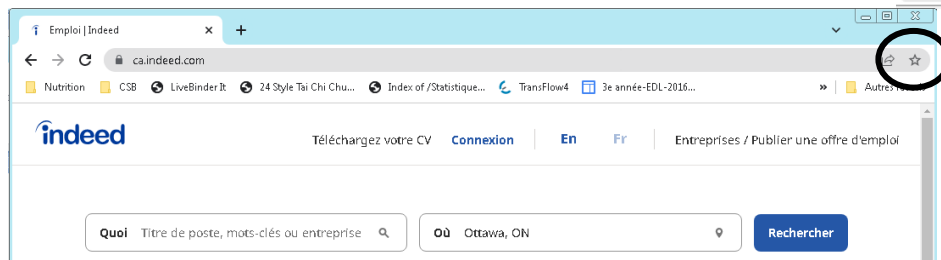 Emploi | Indeed
ca.indeed.com
Nutrition CSB LiveBinder It 24 Style Tai Chi Chu... Index of /Statistique... TransFlow4 3e année-EDL-2016... » Autres
indeed Téléchargez votre CV Connexion En Fr Entreprises / Publier une offre d'emploi
Quoi Titre de poste, mots-clés ou entreprise Où Ottawa, ON Rechercher